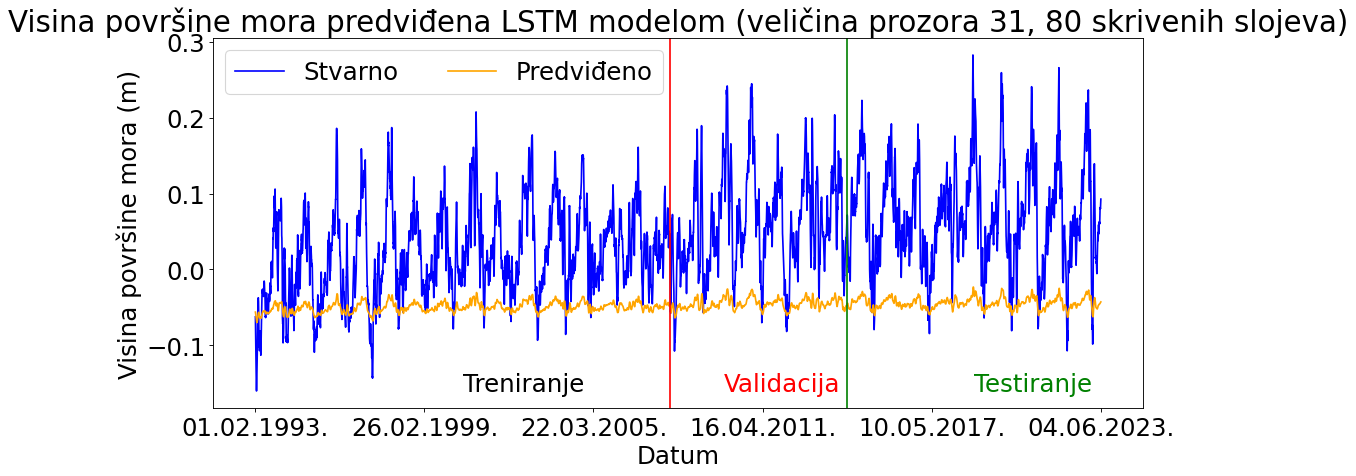 Visina površine mora predviđena LSTM modelom (veličina prozora 31, 80 skrivenih slojeva)
Stvarno Predviđeno
Visina površine mora (m)
0.3
0.2
0.1
0.0
−0.1
Treniranje Validacija Testiranje
01.02.1993. 26.02.1999. 22.03.2005. 16.04.2011. 10.05.2017. 04.06.2023.
Datum